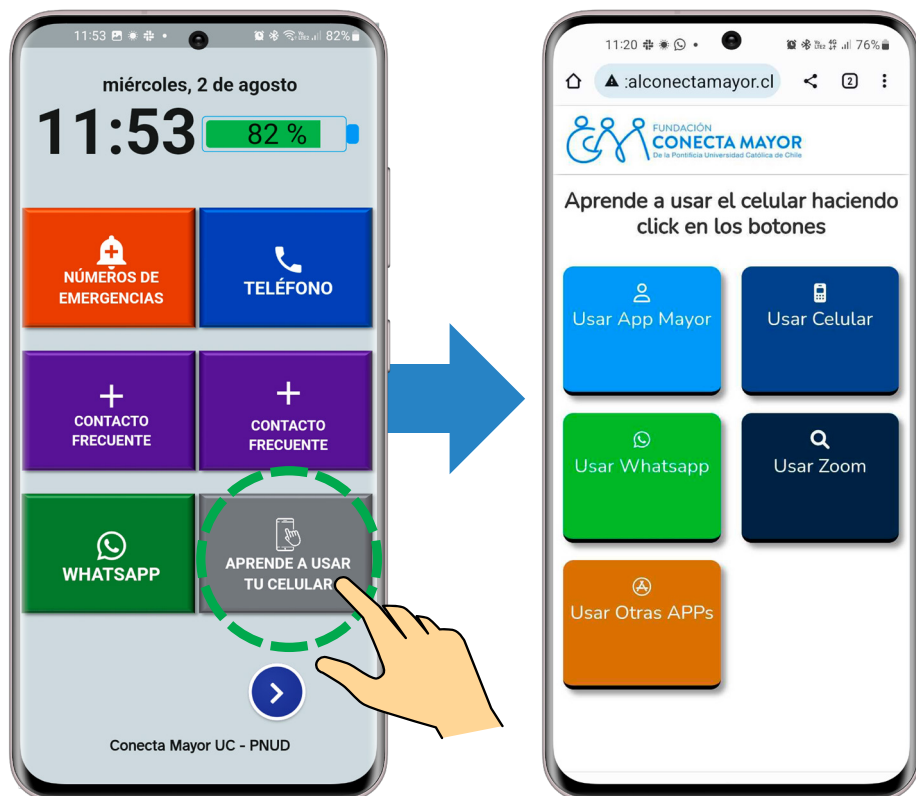 11:53
82%
miércoles, 2 de agosto
11:53
82 %
NÚMEROS DE
EMERGENCIAS
TELÉFONO
CONTACTO
FRECUENTE
CONTACTO
FRECUENTE
WHATSAPP
APRENDE A USAR
TU CELULAR
Conecta Mayor UC - PNUD
11:20
76%
:alconectamayor.cl
2
FUNDACIÓN
CONECTA MAYOR
De la Pontificia Universidad Católica de Chile
Aprende a usar el celular haciendo
click en los botones
Usar App Mayor
Usar Celular
Usar Whatsapp
Usar Zoom
Usar Otras APPs